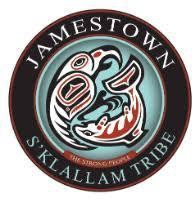 JAMESTOWN
THE STRONG PEOPLE
S'KLALLAM TRIBE